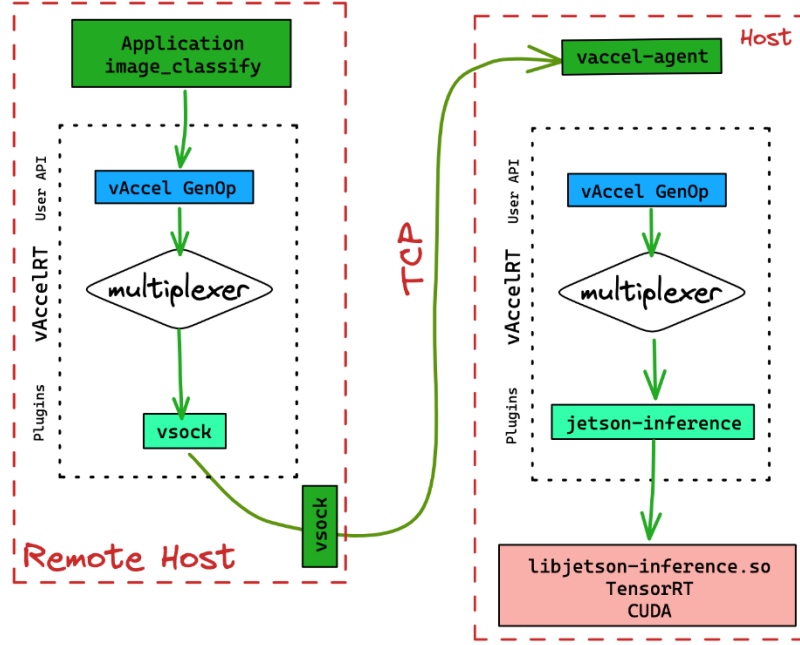 Application
image_classify
User API
vAccel GenOp
vAccelRT
multiplexer
Plugins
vsock
vsock
Remote Host
TCP
Host
vaccel-agent
User API
vAccel GenOp
vAccelRT
multiplexer
Plugins
jetson-inference
libjetson-inference.so
TensorRT
CUDA